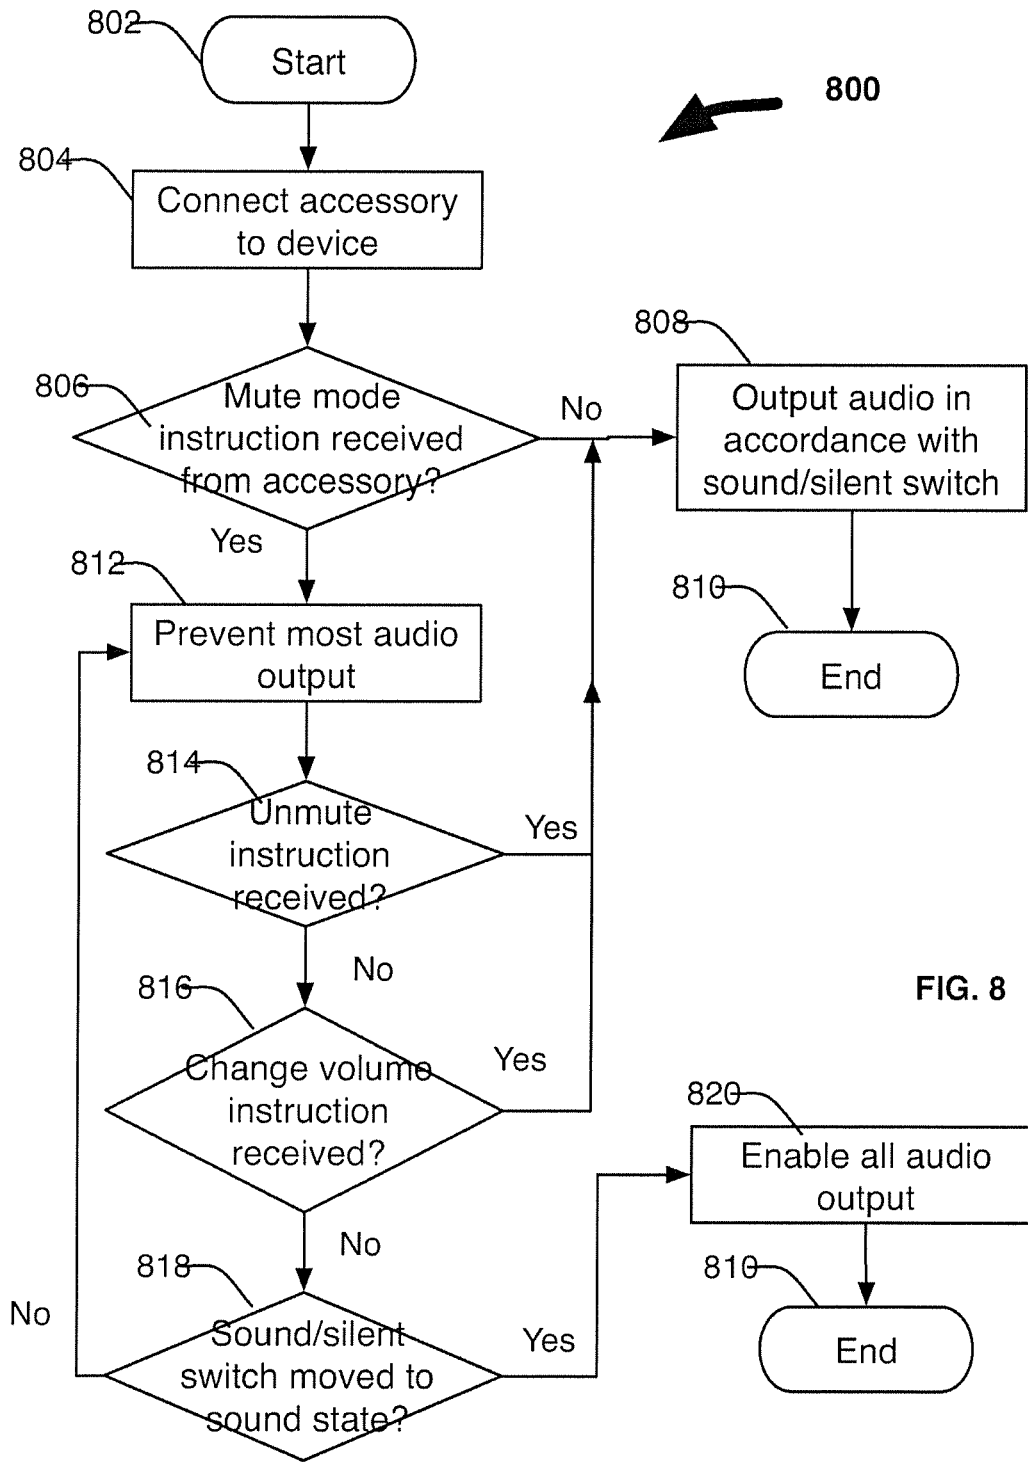 802
Start
800
804
Connect accessory
to device
808
806
Mute mode
instruction received
from accessory?
No
Output audio in
accordance with
sound/silent switch
Yes
812
810
Prevent most audio
output
End
814
Unmute
instruction
received?
Yes
No
816
FIG. 8
Change volume
instruction
received?
Yes
820
Enable all audio
output
No
818
810
No
Sound/silent
switch moved to
sound state?
Yes
End